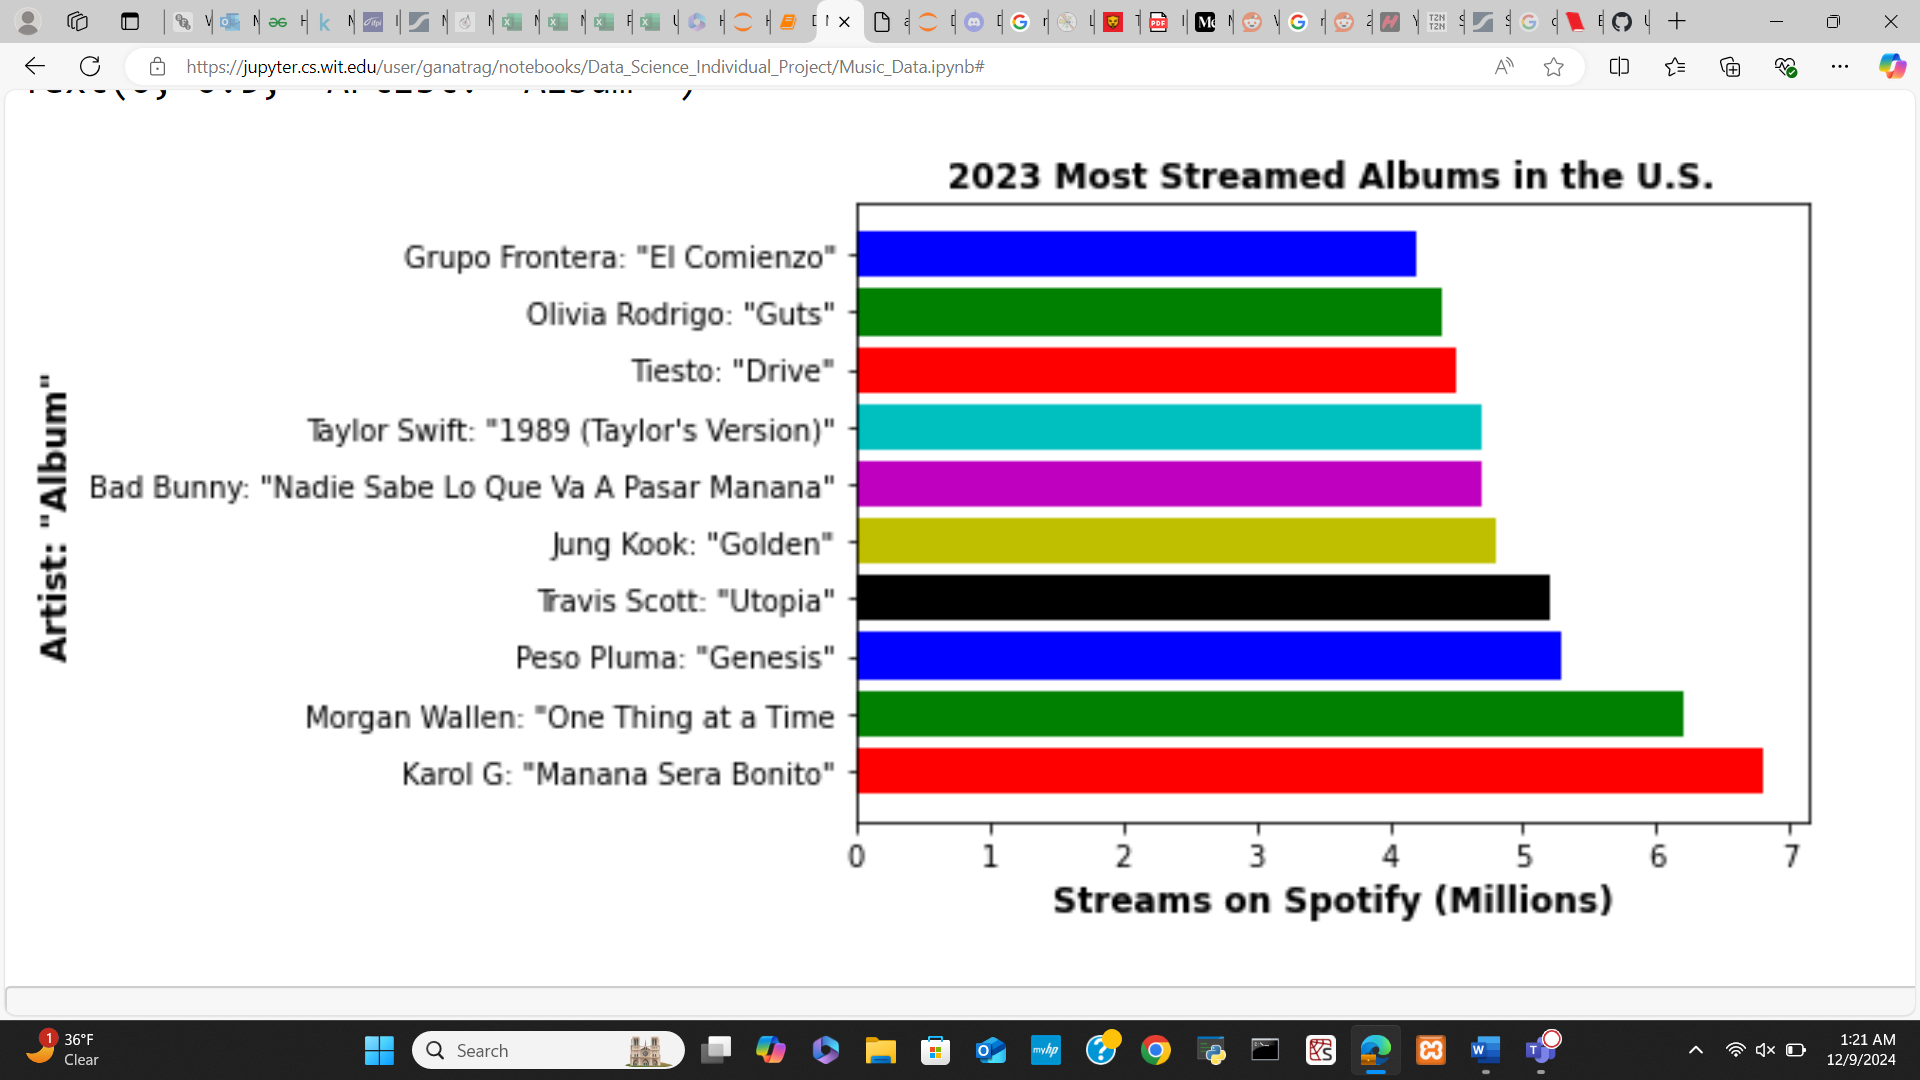 https://jupyter.cs.wit.edu/user/ganatrag/notebooks/Data_Science_Individual_Project/Music_Data.ipynb#
2023 Most Streamed Albums in the U.S.
Grupo Frontera: "El Comienzo"
Olivia Rodrigo: "Guts"
Tiesto: "Drive"
Taylor Swift: "1989 (Taylor's Version)"
Bad Bunny: "Nadie Sabe Lo Que Va A Pasar Manana"
Jung Kook: "Golden"
Travis Scott: "Utopia"
Peso Pluma: "Genesis"
Morgan Wallen: "One Thing at a Time
Karol G: "Manana Sera Bonito"
Artist: "Album"
0 1 2 3 4 5 6 7
Streams on Spotify (Millions)
1
36°F
Clear
Search
myhp
1:21 AM
12/9/2024